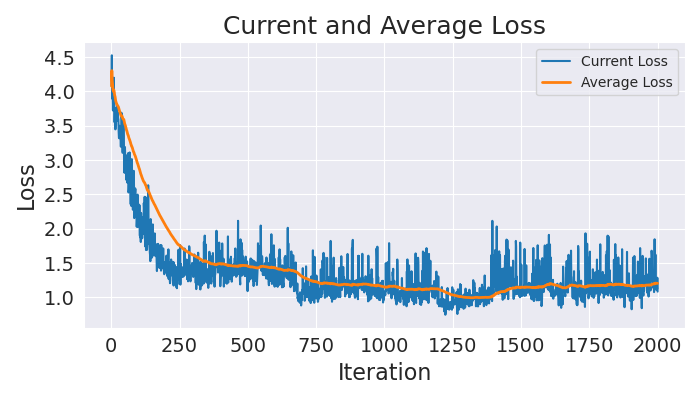 Current and Average Loss
Current Loss
Average Loss
4.5
4.0
3.5
3.0
2.5
2.0
1.5
1.0
Loss
0 250 500 750 1000 1250 1500 1750 2000
Iteration